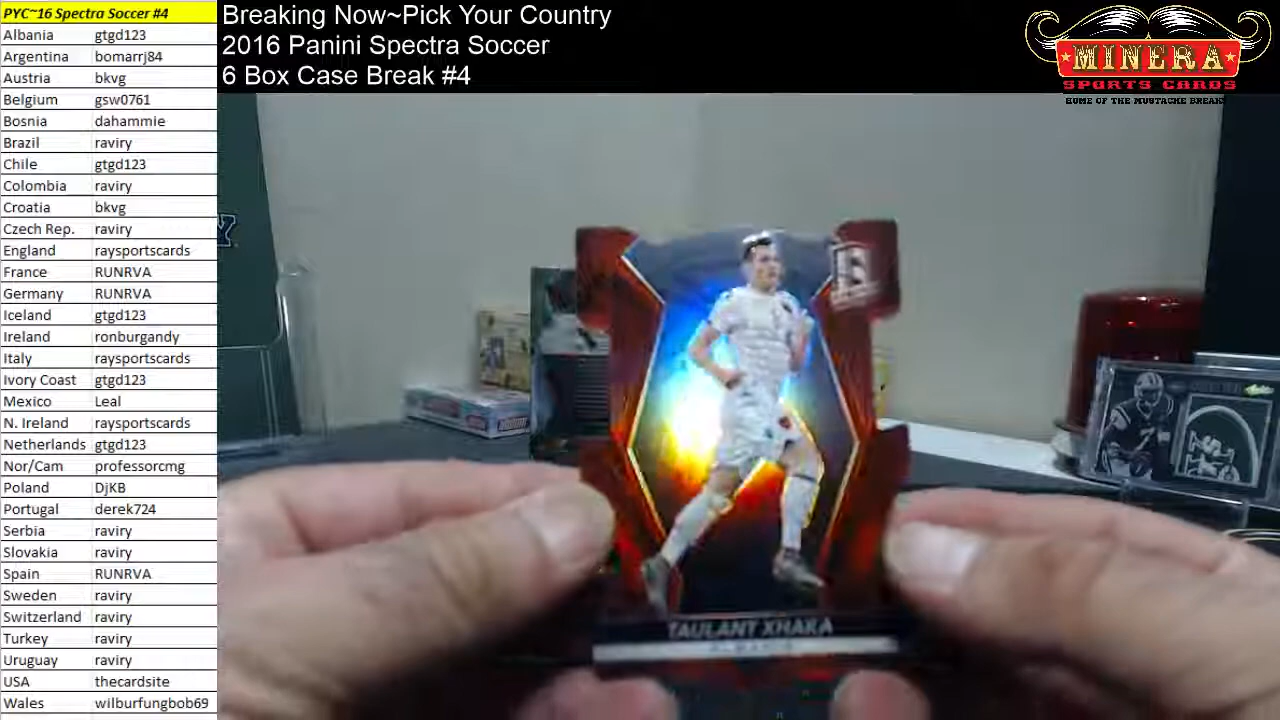 PYC~16 Spectra Soccer #4
Albania gtgd123
Argentina bomarrj84
Austria bkvg
Belgium gsw0761
Bosnia dahammie
Brazil raviry
Chile gtgd123
Colombia raviry
Croatia bkvg
Czech Rep. raviry
England raysportscards
France RUNRVA
Germany RUNRVA
Iceland gtgd123
Ireland ronburgandy
Italy raysportscards
Ivory Coast gtgd123
Mexico Leal
N. Ireland raysportscards
Netherlands gtgd123
Nor/Cam professorcmg
Poland DjKB
Portugal derek724
Serbia raviry
Slovakia raviry
Spain RUNRVA
Sweden raviry
Switzerland raviry
Turkey raviry
Uruguay raviry
USA thecardsite
Wales wilburfungbob69
Breaking Now~Pick Your Country
2016 Panini Spectra Soccer
6 Box Case Break #4
MINERA
SPORTS CARDS
HOME OF THE MUSTACHE BREAK
TAULANT XHAKA
ALBANIA